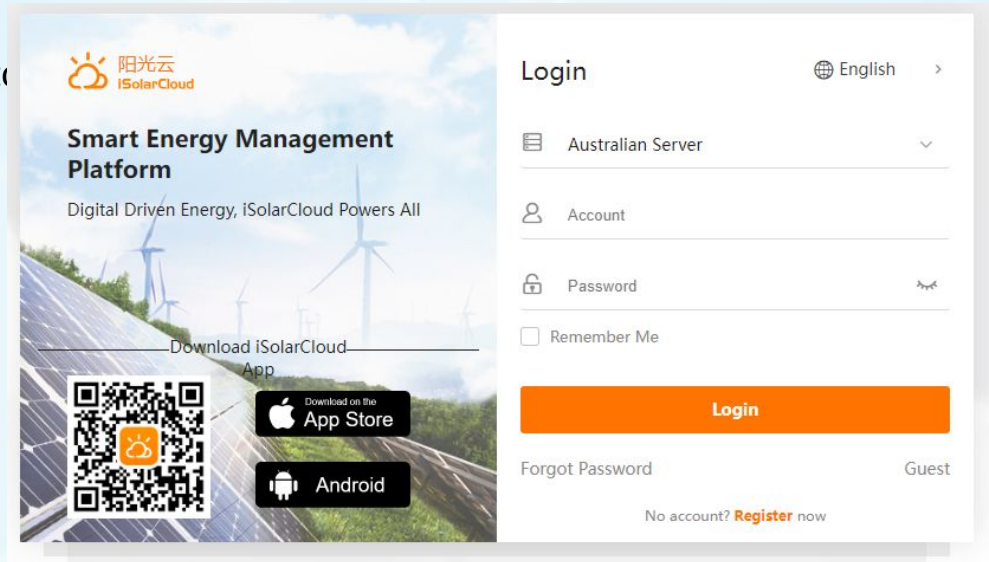 阳光云
iSolarCloud
Smart Energy Management
Platform
Digital Driven Energy, iSolarCloud Powers All
Download iSolarCloud
App
Download on the
App Store
Android
Login
English
Australian Server
Account
Password
Remember Me
Login
Forgot Password
Guest
No account? Register now